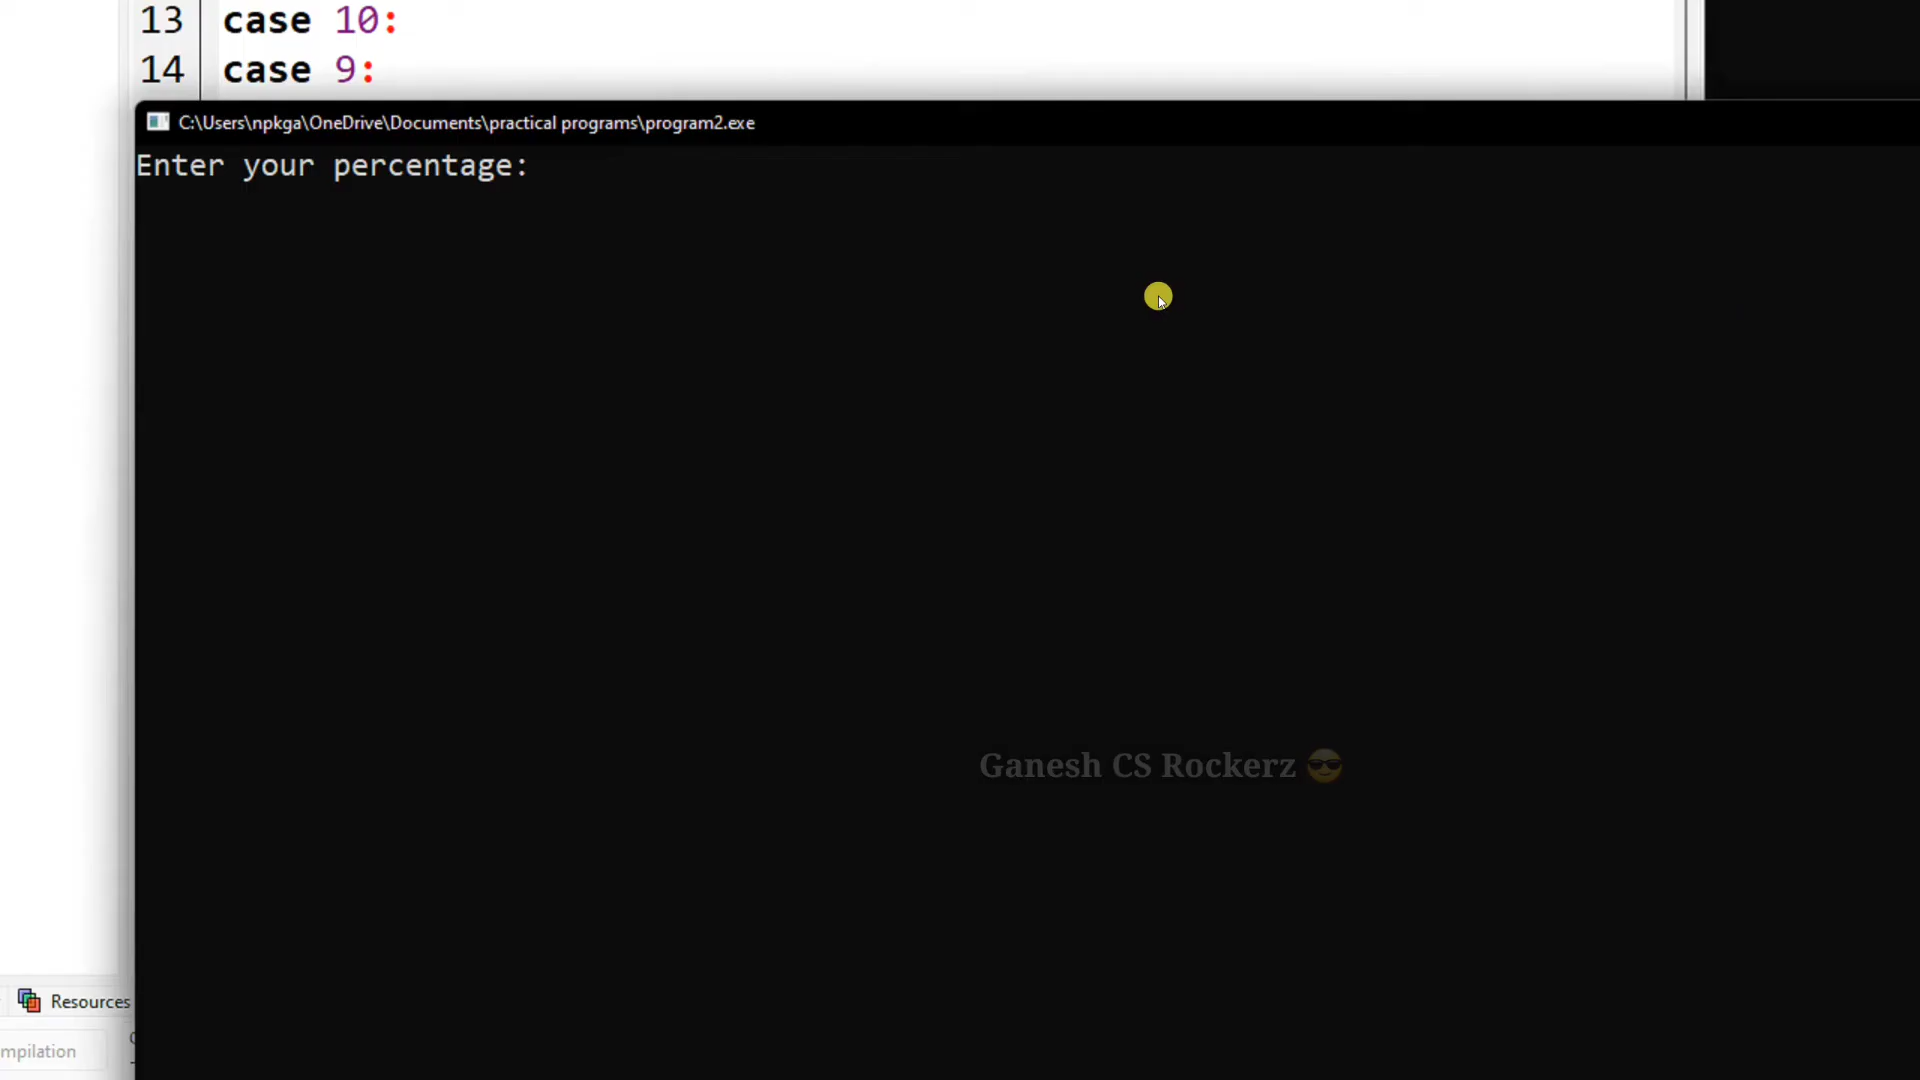 13 case 10:
14 case 9:
C:\Users\npkga\OneDrive\Documents\practical programs\program2.exe
Enter your percentage:
Ganesh CS Rockerz 😎
Resources
mpilation